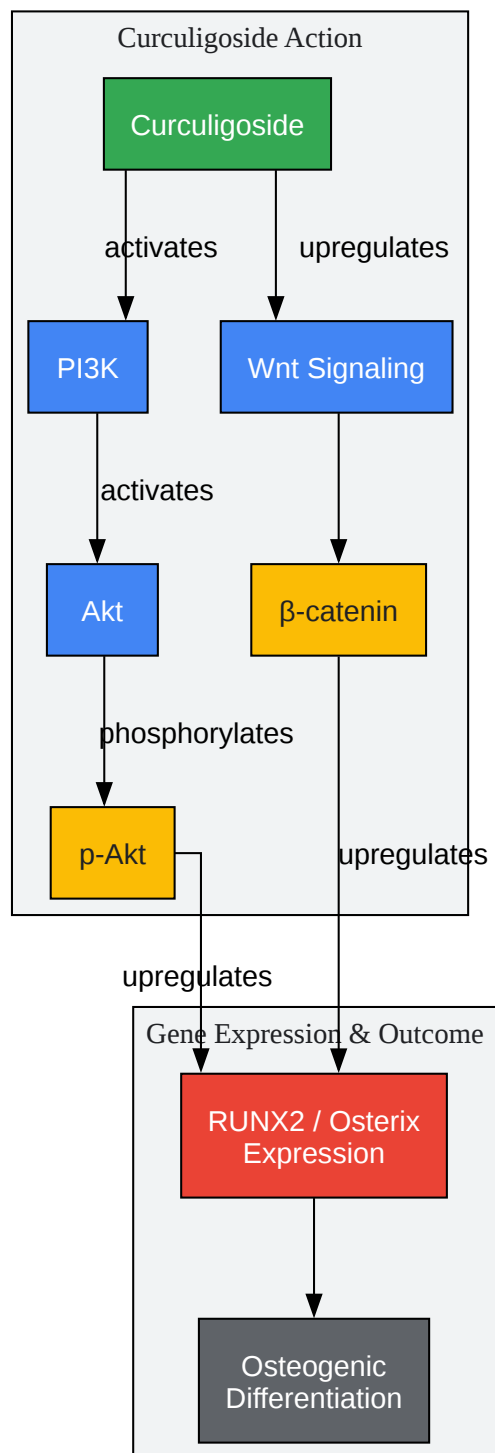 Curculigoside Action
Curculigoside
activates
upregulates
PI3K
Wnt Signaling
activates
Akt
β-catenin
phosphorylates
p-Akt
upregulates
upregulates
Gene Expression & Outcome
RUNX2 / Osterix
Expression
Osteogenic
Differentiation